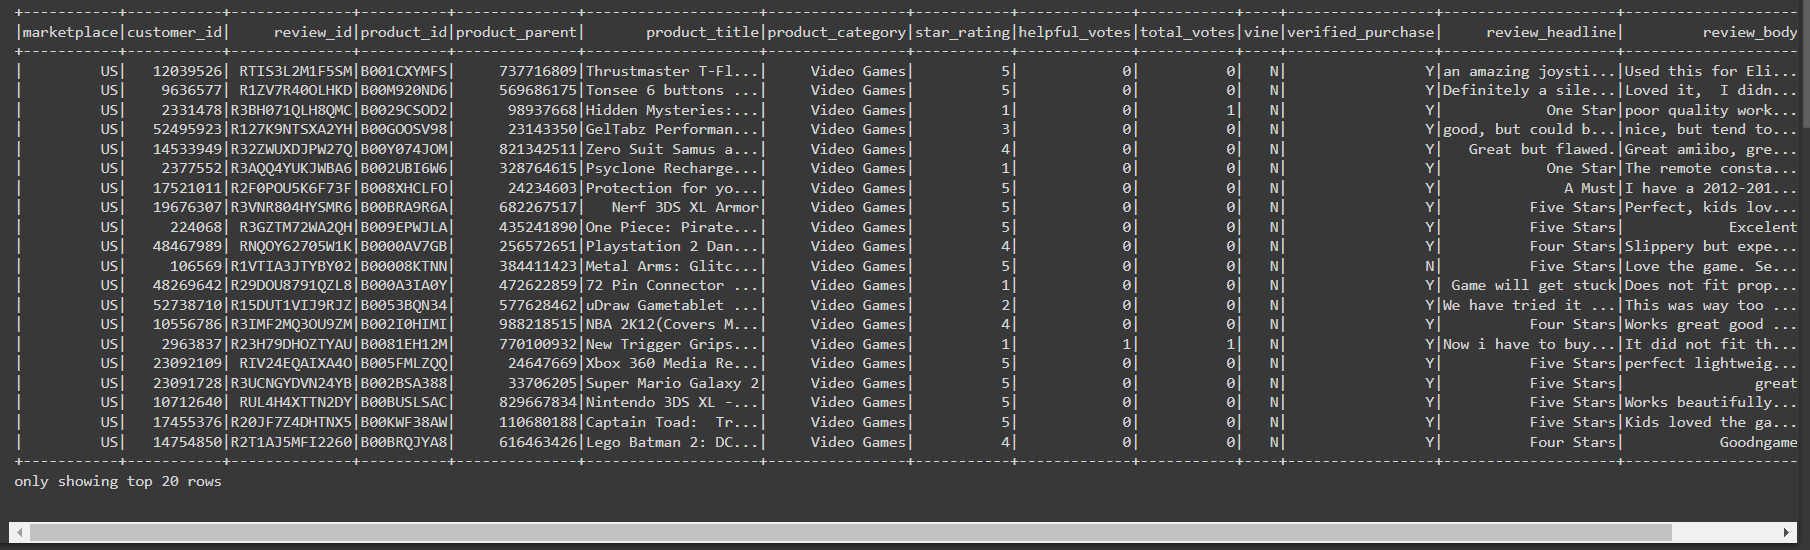 +-----------+-----------+--------------+----------+--------------+--------------------+----------------+-----------+-------------+-----------+----+-----------------+--------------------+--------------------
|marketplace|customer_id|     review_id|product_id|product_parent|       product_title|product_category|star_rating|helpful_votes|total_votes|vine|verified_purchase|     review_headline|         review_body
+-----------+-----------+--------------+----------+--------------+--------------------+----------------+-----------+-------------+-----------+----+-----------------+--------------------+--------------------
|         US|   12039526| RTIS3L2M1F5SM|B001CXYMFS|     737716809|Thrustmaster T-Fl...|     Video Games|          5|            0|          0|   N|                Y|an amazing joysti...|Used this for Eli...
|         US|    9636577| R1ZV7R40OLHKD|B00M920ND6|     569686175|Tonsee 6 buttons ...|     Video Games|          5|            0|          0|   N|                Y|Definitely a sile...|Loved it,  I didn...
|         US|    2331478|R3BH071QLH8QMC|B0029CSOD2|      98937668|Hidden Mysteries:...|     Video Games|          1|            0|          1|   N|                Y|            One Star|poor quality work...
|         US|   52495923|R127K9NTSXA2YH|B00GOOSV98|      23143350|GelTabz Performan...|     Video Games|          3|            0|          0|   N|                Y|good, but could b...|nice, but tend to...
|         US|   14533949|R32ZWUXDJPW27Q|B00Y074JOM|     821342511|Zero Suit Samus a...|     Video Games|          4|            0|          0|   N|                Y|   Great but flawed.|Great amiibo, gre...
|         US|    2377552|R3AQQ4YUKJWBA6|B002UBI6W6|     328764615|Psyclone Recharge...|     Video Games|          1|            0|          0|   N|                Y|            One Star|The remote consta...
|         US|   17521011|R2F0POU5K6F73F|B008XHCLFO|      24234603|Protection for yo...|     Video Games|          5|            0|          0|   N|                Y|              A Must|I have a 2012-201...
|         US|   19676307|R3VNR804HYSMR6|B00BRA9R6A|     682267517|   Nerf 3DS XL Armor|     Video Games|          5|            0|          0|   N|                Y|          Five Stars|Perfect, kids lov...
|         US|     224068| R3GZTM72WA2QH|B009EPWJLA|     435241890|One Piece: Pirate...|     Video Games|          5|            0|          0|   N|                Y|          Five Stars|            Excelent
|         US|   48467989| RNQOY62705W1K|B0000AV7GB|     256572651|Playstation 2 Dan...|     Video Games|          4|            0|          0|   N|                Y|          Four Stars|Slippery but expe...
|         US|     106569|R1VTIA3JTYBY02|B00008KTNN|     384411423|Metal Arms: Glitc...|     Video Games|          5|            0|          0|   N|                N|          Five Stars|Love the game. Se...
|         US|   48269642|R29DOU8791QZL8|B000A3IA0Y|     472622859|72 Pin Connector ...|     Video Games|          1|            0|          0|   N|                Y| Game will get stuck|Does not fit prop...
|         US|   52738710|R15DUT1VIJ9RJZ|B0053BQN34|     577628462|uDraw Gametablet ...|     Video Games|          2|            0|          0|   N|                Y|We have tried it ...|This was way too ...
|         US|   10556786|R3IMF2MQ3OU9ZM|B002I0HIMI|     988218515|NBA 2K12(Covers M...|     Video Games|          4|            0|          0|   N|                Y|          Four Stars|Works great good ...
|         US|    2963837|R23H79DHOZTYAU|B0081EH12M|     770100932|New Trigger Grips...|     Video Games|          1|            1|          1|   N|                Y|Now i have to buy...|It did not fit th...
|         US|   23092109| RIV24EQAIXA4O|B005FMLZQQ|      24647669|Xbox 360 Media Re...|     Video Games|          5|            0|          0|   N|                Y|          Five Stars|perfect lightweig...
|         US|   23091728|R3UCNGYDVN24YB|B002BSA388|      33706205|Super Mario Galaxy 2|     Video Games|          5|            0|          0|   N|                Y|          Five Stars|               great
|         US|   10712640| RUL4H4XTTN2DY|B00BUSLSAC|     829667834|Nintendo 3DS XL -...|     Video Games|          5|            0|          0|   N|                Y|          Five Stars|Works beautifully...
|         US|   17455376|R20JF7Z4DHTNX5|B00KWF38AW|     110680188|Captain Toad:  Tr...|     Video Games|          5|            0|          0|   N|                Y|          Five Stars|Kids loved the ga...
|         US|   14754850|R2T1AJ5MFI2260|B00BRQJYA8|     616463426|Lego Batman 2: DC...|     Video Games|          4|            0|          0|   N|                Y|          Four Stars|           Goodngame
+-----------+-----------+--------------+----------+--------------+--------------------+----------------+-----------+-------------+-----------+----+-----------------+--------------------+--------------------
only showing top 20 rows